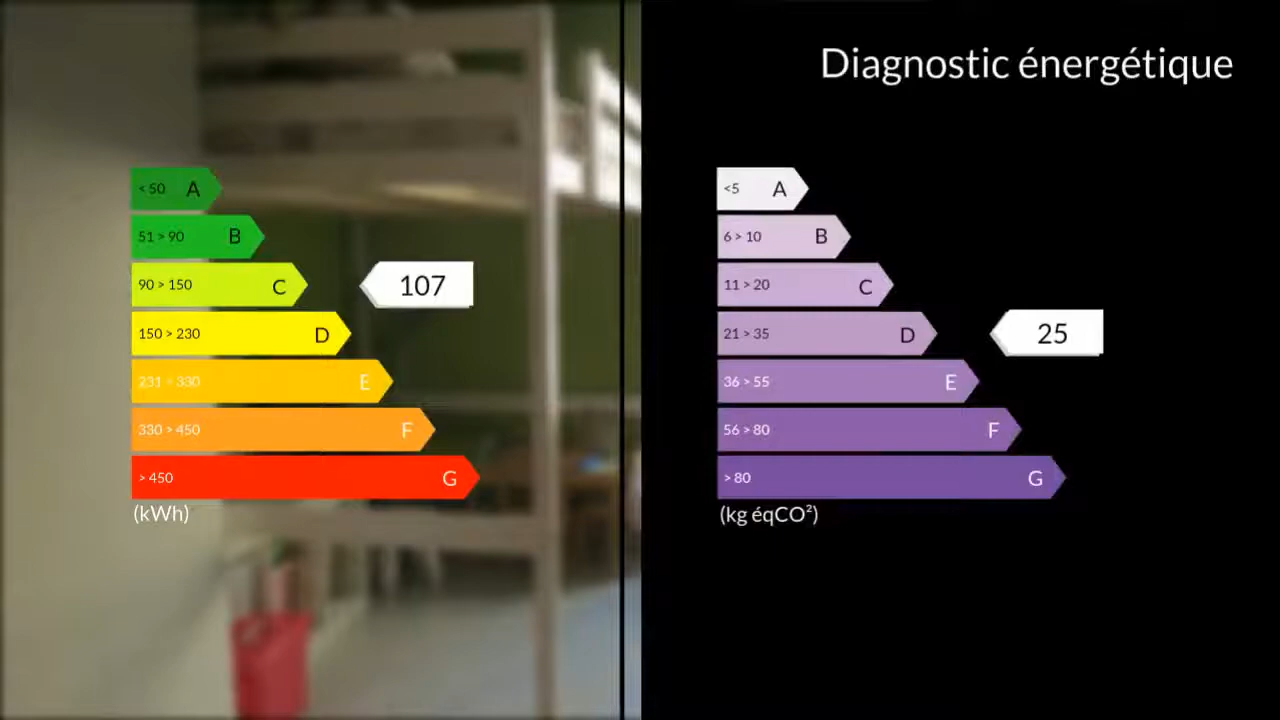 Diagnostic énergétique
< 50 A
51 > 90 B
90 > 150 C
107
150 > 230 D
231 > 330 E
330 > 450 F
> 450 G
(kWh)
<5 A
6 > 10 B
11 > 20 C
21 > 35 D
25
36 > 55 E
56 > 80 F
> 80 G
(kg éqCO²)